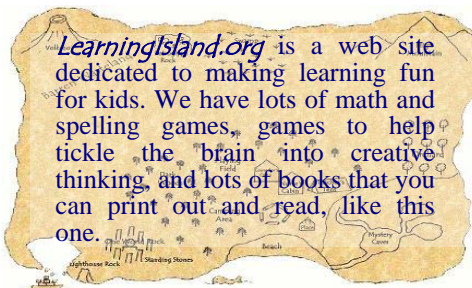 LearningIsland.org is a web site
dedicated to making learning fun
for kids. We have lots of math and
spelling games, games to help
tickle the brain into creative
thinking, and lots of books that you
can print out and read, like this
one.
Cabin
Beach
Mystery
Caves
Lighthouse Rock
Standing Stones